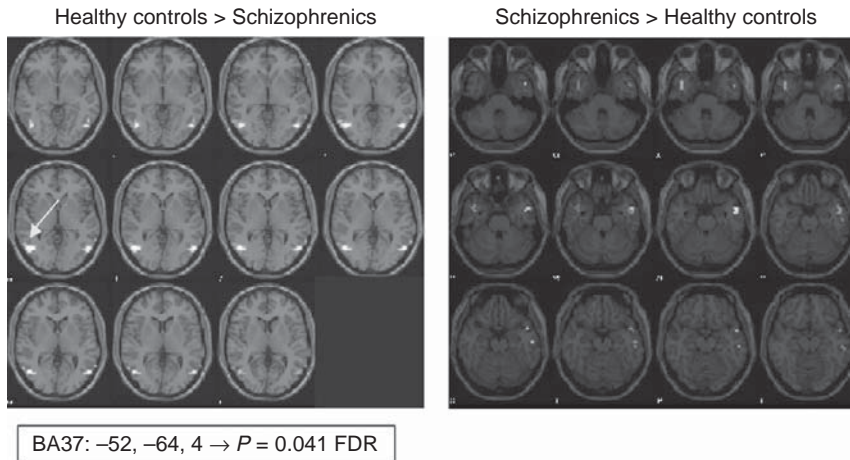 Healthy controls > Schizophrenics
Schizophrenics > Healthy controls
BA37: –52, –64, 4 → P = 0.041 FDR